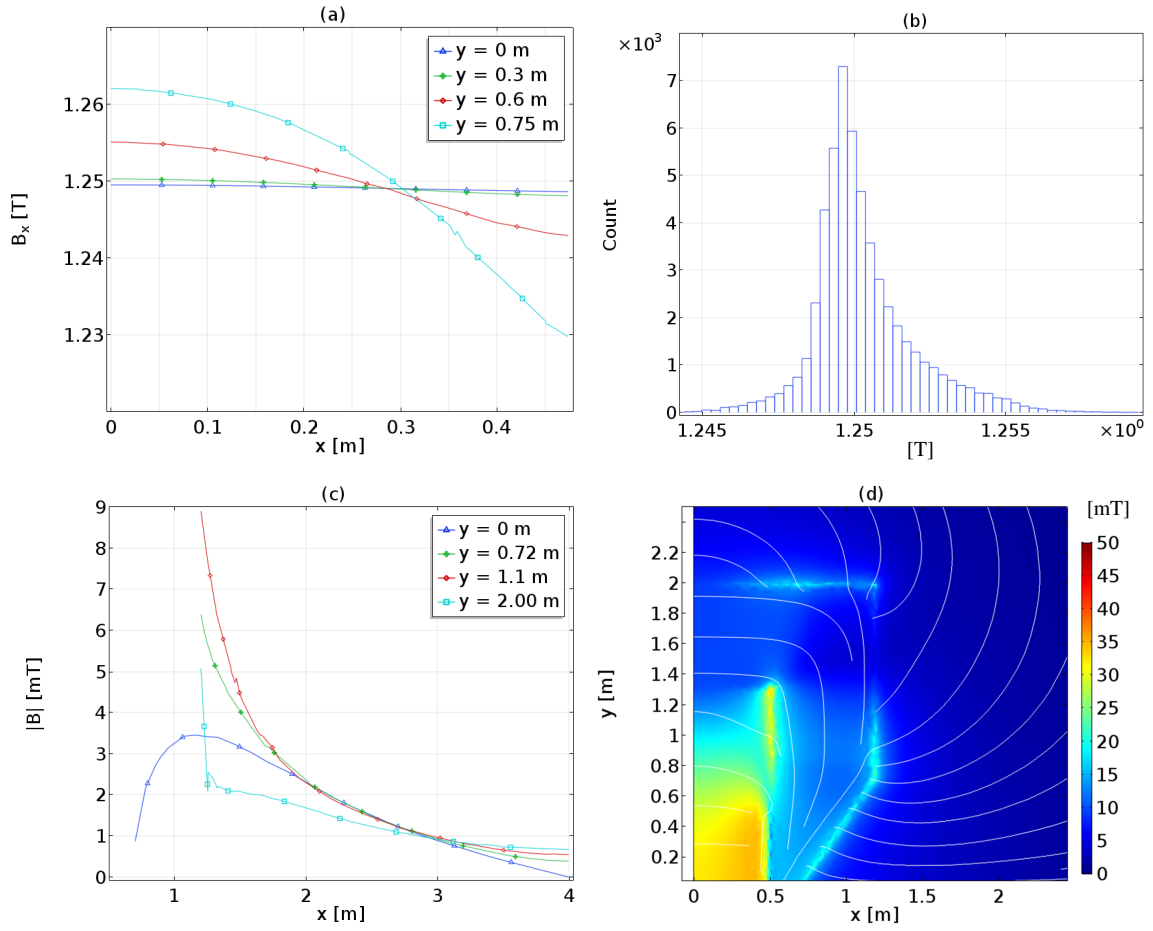 (a)
y = 0 m
y = 0.3 m
y = 0.6 m
y = 0.75 m
1.26
1.25
1.24
1.23
Bx [T]
0 0.1 0.2 0.3 0.4
x [m]
(b)
×10³
7
6
5
4
3
2
1
0
Count
1.245 1.25 1.255 ×10⁰
[T]
(c)
y = 0 m
y = 0.72 m
y = 1.1 m
y = 2.00 m
9
8
7
6
5
4
3
2
1
0
|B| [mT]
1 2 3 4
x [m]
(d)
[mT]
2.2
2
1.8
1.6
1.4
1.2
1
0.8
0.6
0.4
0.2
y [m]
0 0.5 1 1.5 2
x [m]
50
45
40
35
30
25
20
15
10
5
0